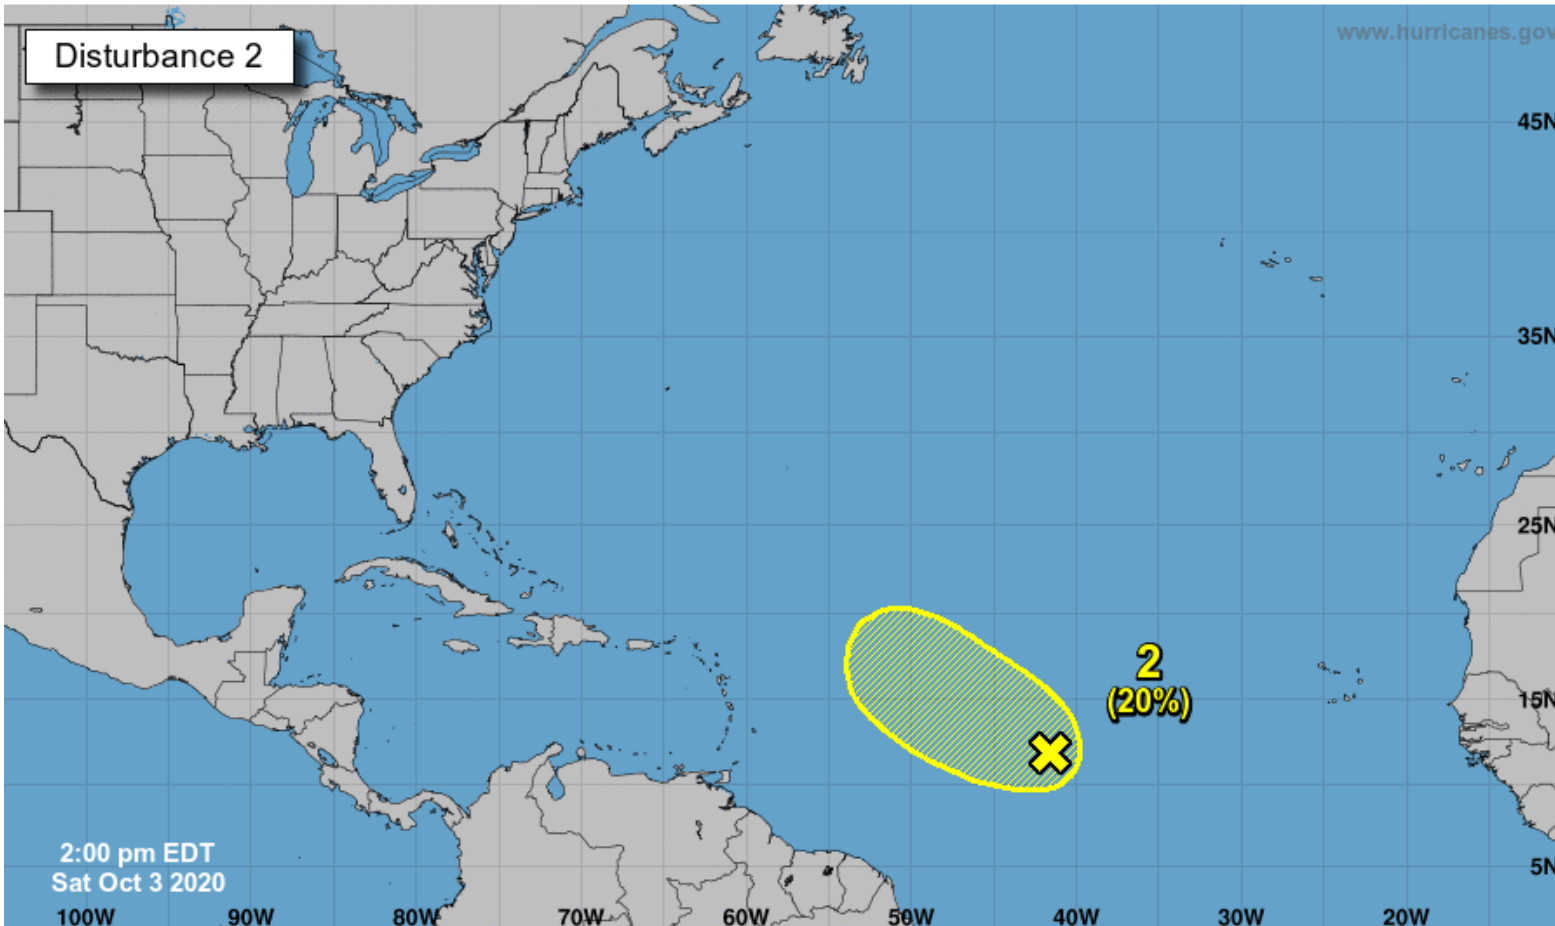 Disturbance 2
www.hurricanes.gov
45N
35N
25N
2
(20%)
15N
2:00 pm EDT
Sat Oct 3 2020
5N
100W 90W 80W 70W 60W 50W 40W 30W 20W